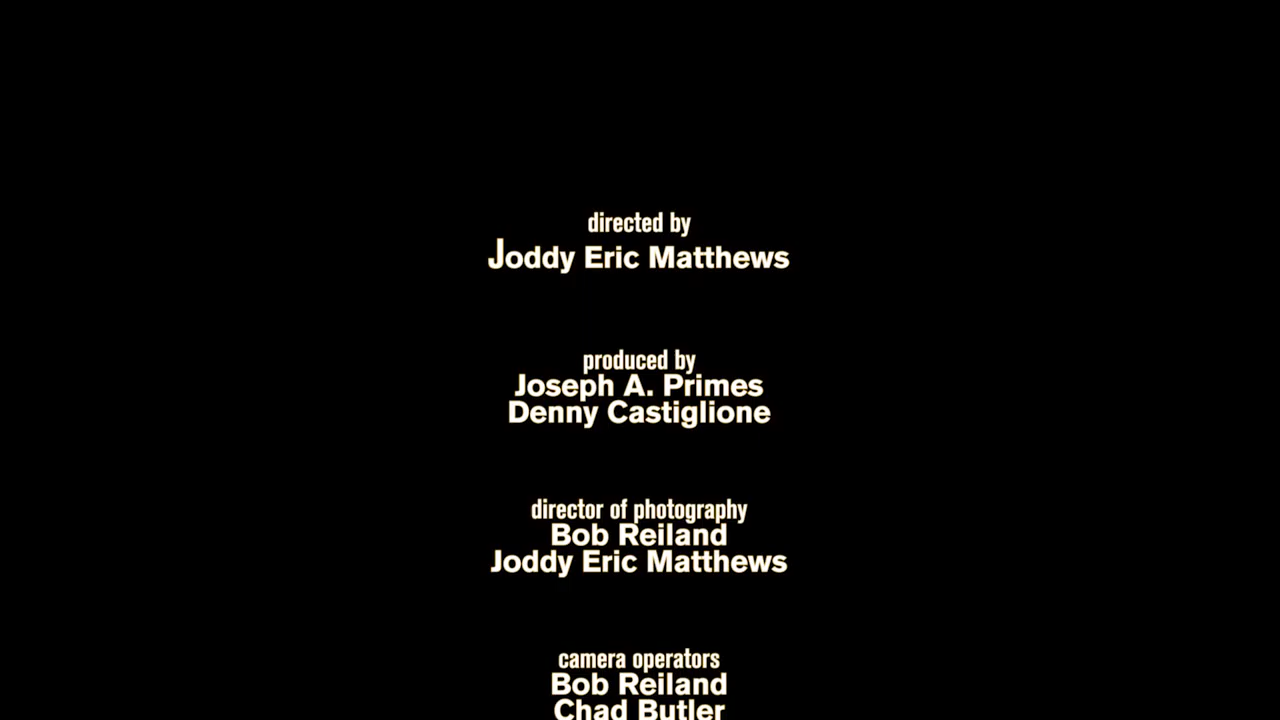 directed by
Joddy Eric Matthews
produced by
Joseph A. Primes
Denny Castiglione
director of photography
Bob Reiland
Joddy Eric Matthews
camera operators
Bob Reiland
Chad Butler